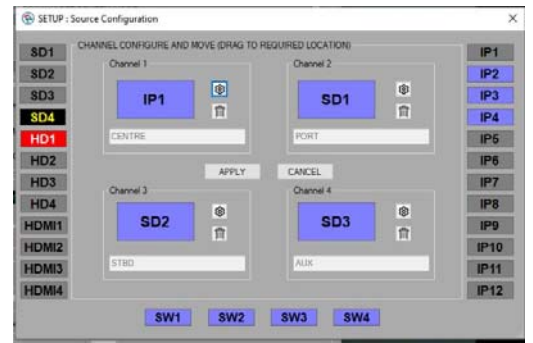 SETUP : Source Configuration
CHANNEL CONFIGURE AND MOVE (DRAG TO REQUIRED LOCATION)
SD1
SD2
SD3
SD4
HD1
HD2
HD3
HD4
HDMI1
HDMI2
HDMI3
HDMI4
Channel 1
IP1
CENTRE
Channel 2
SD1
PORT
APPLY
CANCEL
Channel 3
SD2
STBD
Channel 4
SD3
AUX
IP1
IP2
IP3
IP4
IP5
IP6
IP7
IP8
IP9
IP10
IP11
IP12
SW1
SW2
SW3
SW4